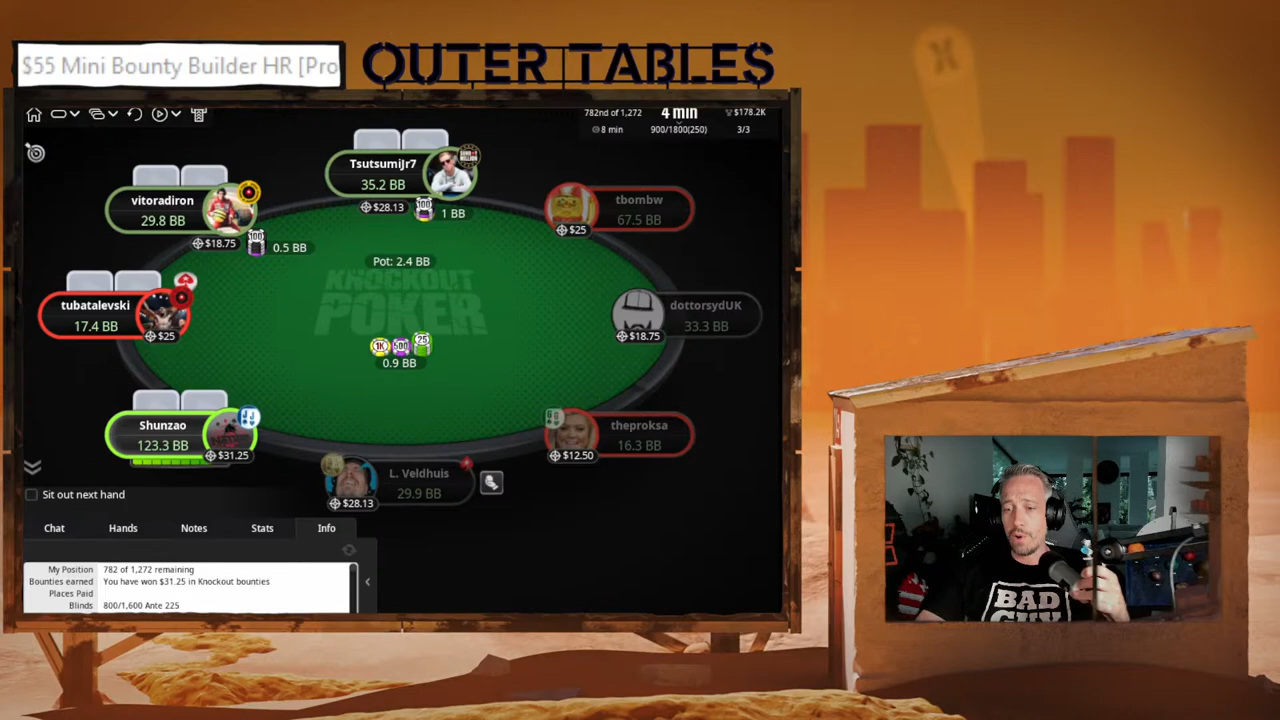 $55 Mini Bounty Builder HR [Pro
OUTER TABLES
782nd of 1,272
4 min
$178.2K
8 min
900/1800(250)
3/3
TsutsumiJr7
35.2 BB
$28.13
1 BB
vitoradiron
29.8 BB
$18.75
0.5 BB
tbombw
67.5 BB
$25
Pot: 2.4 BB
KNOCKOUT
POKER
tubatalevski
17.4 BB
$25
dottorsydUK
33.3 BB
$18.75
1K
500
25
0.9 BB
Shunzao
123.3 BB
$31.25
theproksa
16.3 BB
$12.50
L. Veldhuis
29.9 BB
$28.13
Sit out next hand
Chat
Hands
Notes
Stats
Info
My Position
782 of 1,272 remaining
Bounties earned
You have won $31.25 in Knockout bounties
Places Paid
Blinds
800/1,600 Ante 225
BAD
GUY